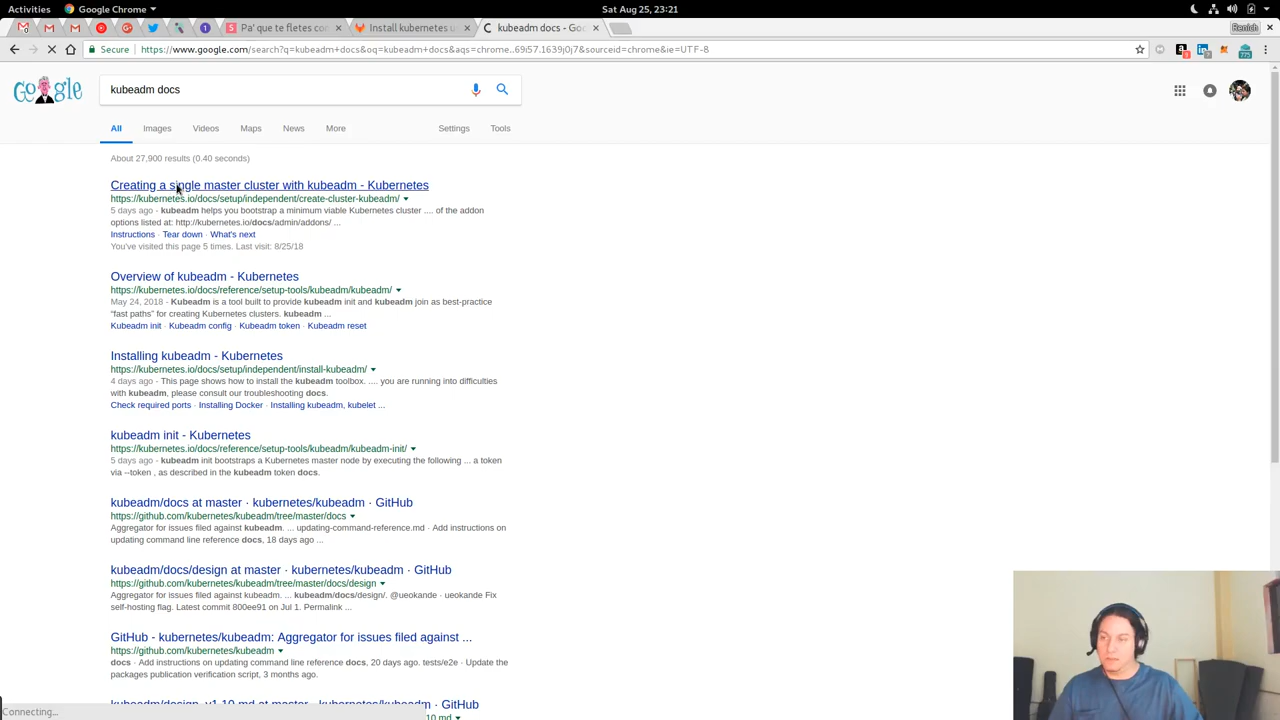 Activities Google Chrome Sat Aug 25, 23:21
Pa' que te fletes con Install kubernetes u kubeadm docs - Goo Renich
Secure https://www.google.com/search?q=kubeadm+docs&oq=kubeadm+docs&aqs=chrome..69i57.1639j0j7&sourceid=chrome&ie=UTF-8
kubeadm docs
All Images Videos Maps News More Settings Tools
About 27,900 results (0.40 seconds)
Creating a single master cluster with kubeadm - Kubernetes
https://kubernetes.io/docs/setup/independent/create-cluster-kubeadm/
5 days ago - kubeadm helps you bootstrap a minimum viable Kubernetes cluster .... of the addon
options listed at: http://kubernetes.io/docs/admin/addons/ ...
Instructions · Tear down · What's next
You've visited this page 5 times. Last visit: 8/25/18
Overview of kubeadm - Kubernetes
https://kubernetes.io/docs/reference/setup-tools/kubeadm/kubeadm/
May 24, 2018 - Kubeadm is a tool built to provide kubeadm init and kubeadm join as best-practice
“fast paths” for creating Kubernetes clusters. kubeadm ...
Kubeadm init · Kubeadm config · Kubeadm token · Kubeadm reset
Installing kubeadm - Kubernetes
https://kubernetes.io/docs/setup/independent/install-kubeadm/
4 days ago - This page shows how to install the kubeadm toolbox. .... you are running into difficulties
with kubeadm, please consult our troubleshooting docs.
Check required ports · Installing Docker · Installing kubeadm, kubelet ...
kubeadm init - Kubernetes
https://kubernetes.io/docs/reference/setup-tools/kubeadm/kubeadm-init/
5 days ago - kubeadm init bootstraps a Kubernetes master node by executing the following ... a token
via --token , as described in the kubeadm token docs.
kubeadm/docs at master · kubernetes/kubeadm · GitHub
https://github.com/kubernetes/kubeadm/tree/master/docs
Aggregator for issues filed against kubeadm. ... updating-command-reference.md · Add instructions on
updating command line reference docs, 18 days ago ...
kubeadm/docs/design at master · kubernetes/kubeadm · GitHub
https://github.com/kubernetes/kubeadm/tree/master/docs/design
Aggregator for issues filed against kubeadm. ... kubeadm/docs/design/. @ueokande · ueokande Fix
self-hosting flag. Latest commit 800ee91 on Jul 1. Permalink ...
GitHub - kubernetes/kubeadm: Aggregator for issues filed against ...
https://github.com/kubernetes/kubeadm
docs · Add instructions on updating command line reference docs, 20 days ago. tests/e2e · Update the
packages publication verification script, 3 months ago.
kubeadm/design_v1.10.md at master · kubernetes/kubeadm · GitHub
10.md
Connecting...